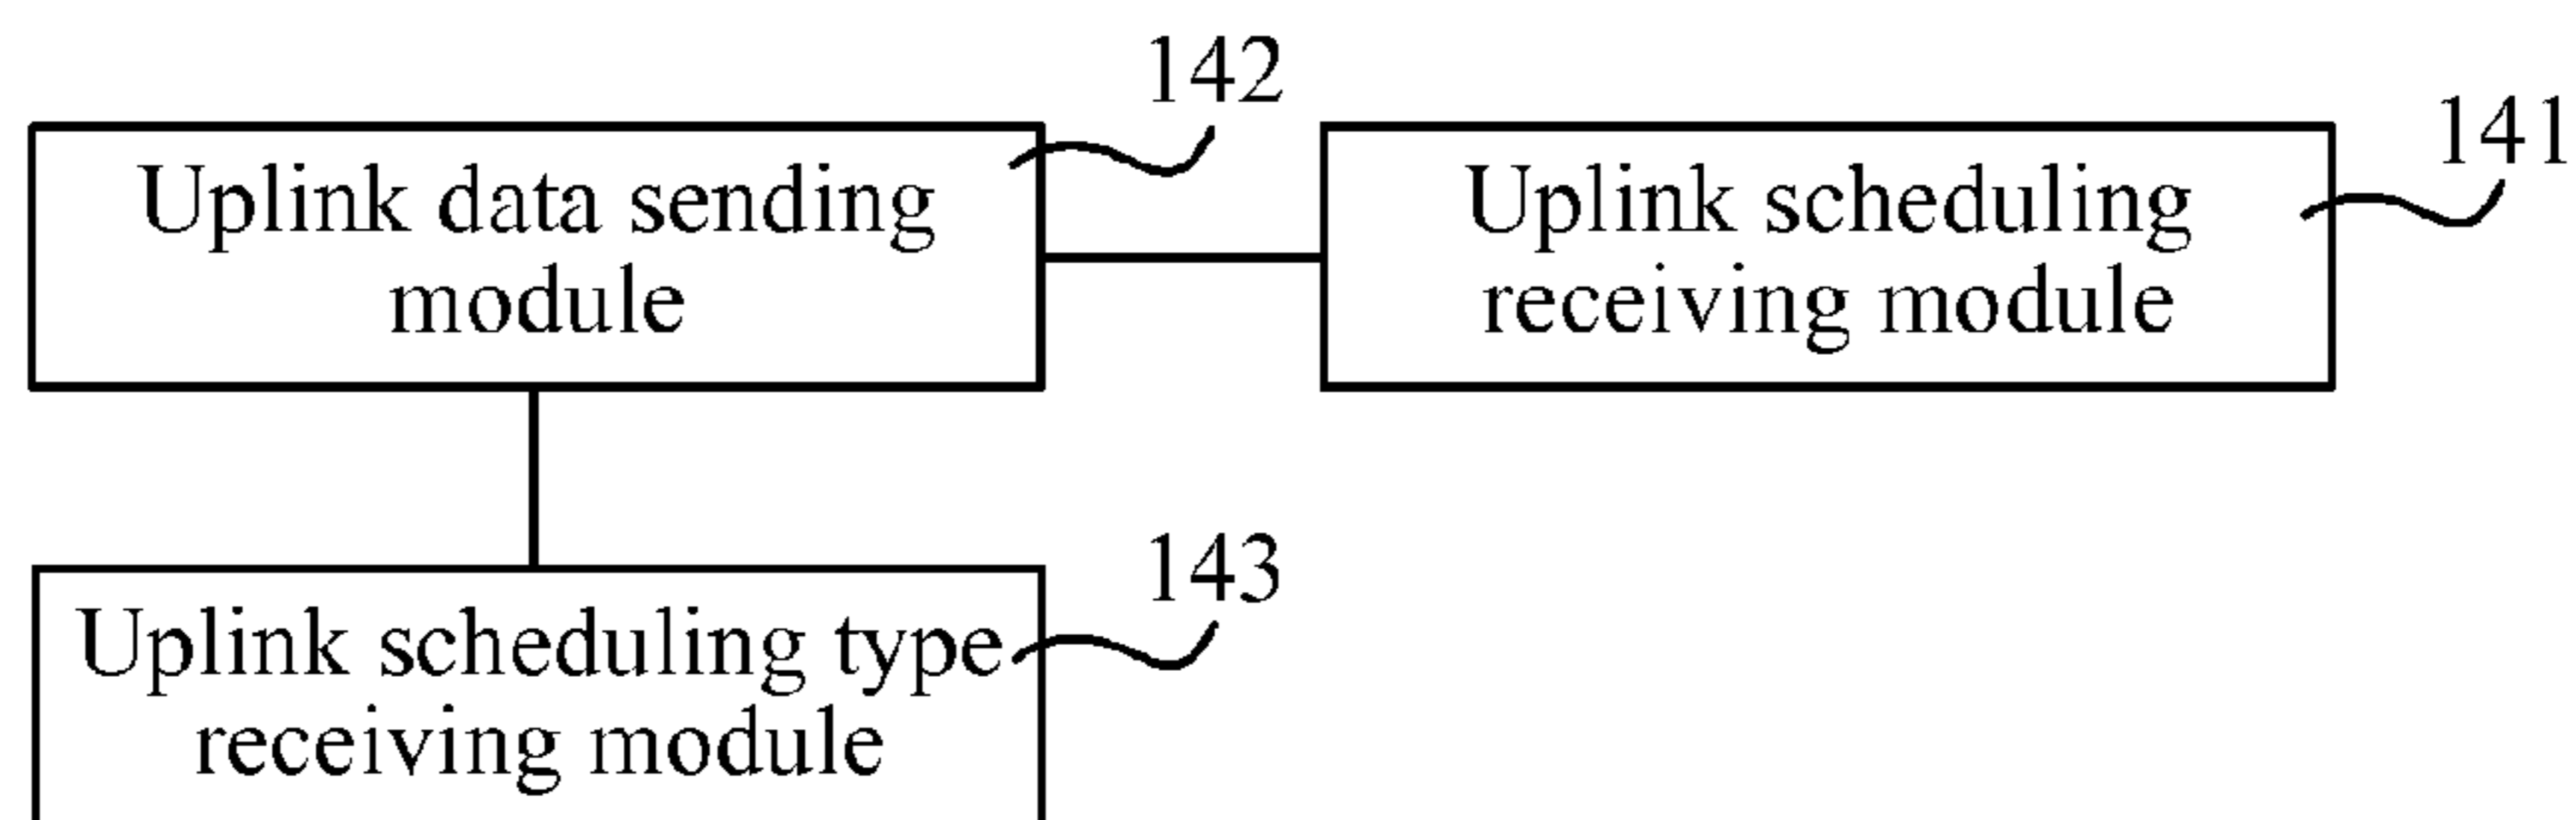 142
141
Uplink data sending
module
Uplink scheduling
receiving module
143
Uplink scheduling type
receiving module